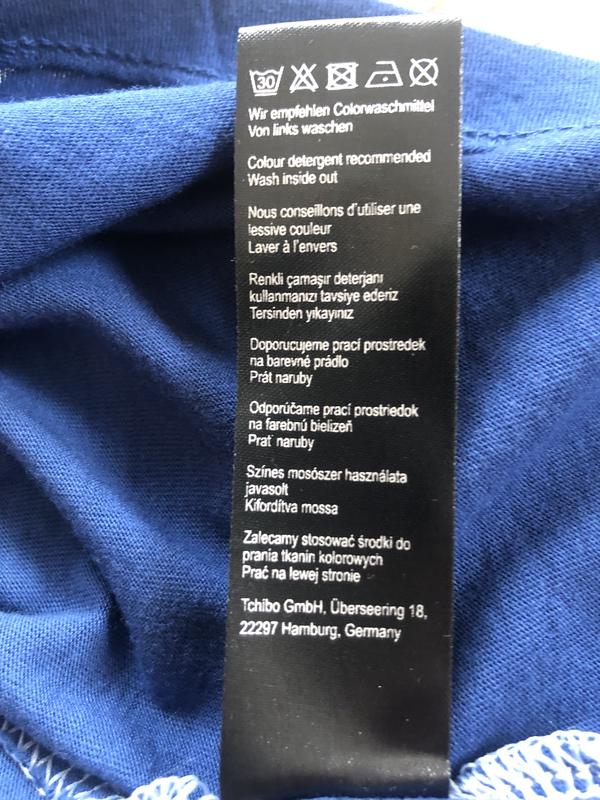 30
Wir empfehlen Colorwaschmittel
Von links waschen
Colour detergent recommended
Wash inside out
Nous conseillons d'utiliser une
lessive couleur
Laver à l'envers
Renkli çamaşır deterjanı
kullanmanızı tavsiye ederiz
Tersinden yıkayınız
Doporucujeme prací prostredek
na barevné prádlo
Prát naruby
Odporúčame prací prostriedok
na farebnú bielizeň
Prať naruby
Színes mosószer használata
javasolt
Kifordítva mossa
Zalecamy stosować środki do
prania tkanin kolorowych
Prać na lewej stronie
Tchibo GmbH, Überseering 18,
22297 Hamburg, Germany